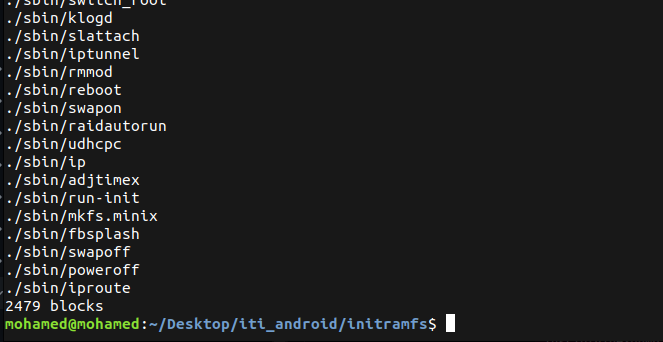 ./sbin/switch_root
./sbin/klogd
./sbin/slattach
./sbin/iptunnel
./sbin/rmmod
./sbin/reboot
./sbin/swapon
./sbin/raidautorun
./sbin/udhcpc
./sbin/ip
./sbin/adjtimex
./sbin/run-init
./sbin/mkfs.minix
./sbin/fbsplash
./sbin/swapoff
./sbin/poweroff
./sbin/iproute
2479 blocks
mohamed@mohamed:~/Desktop/iti_android/initramfs$